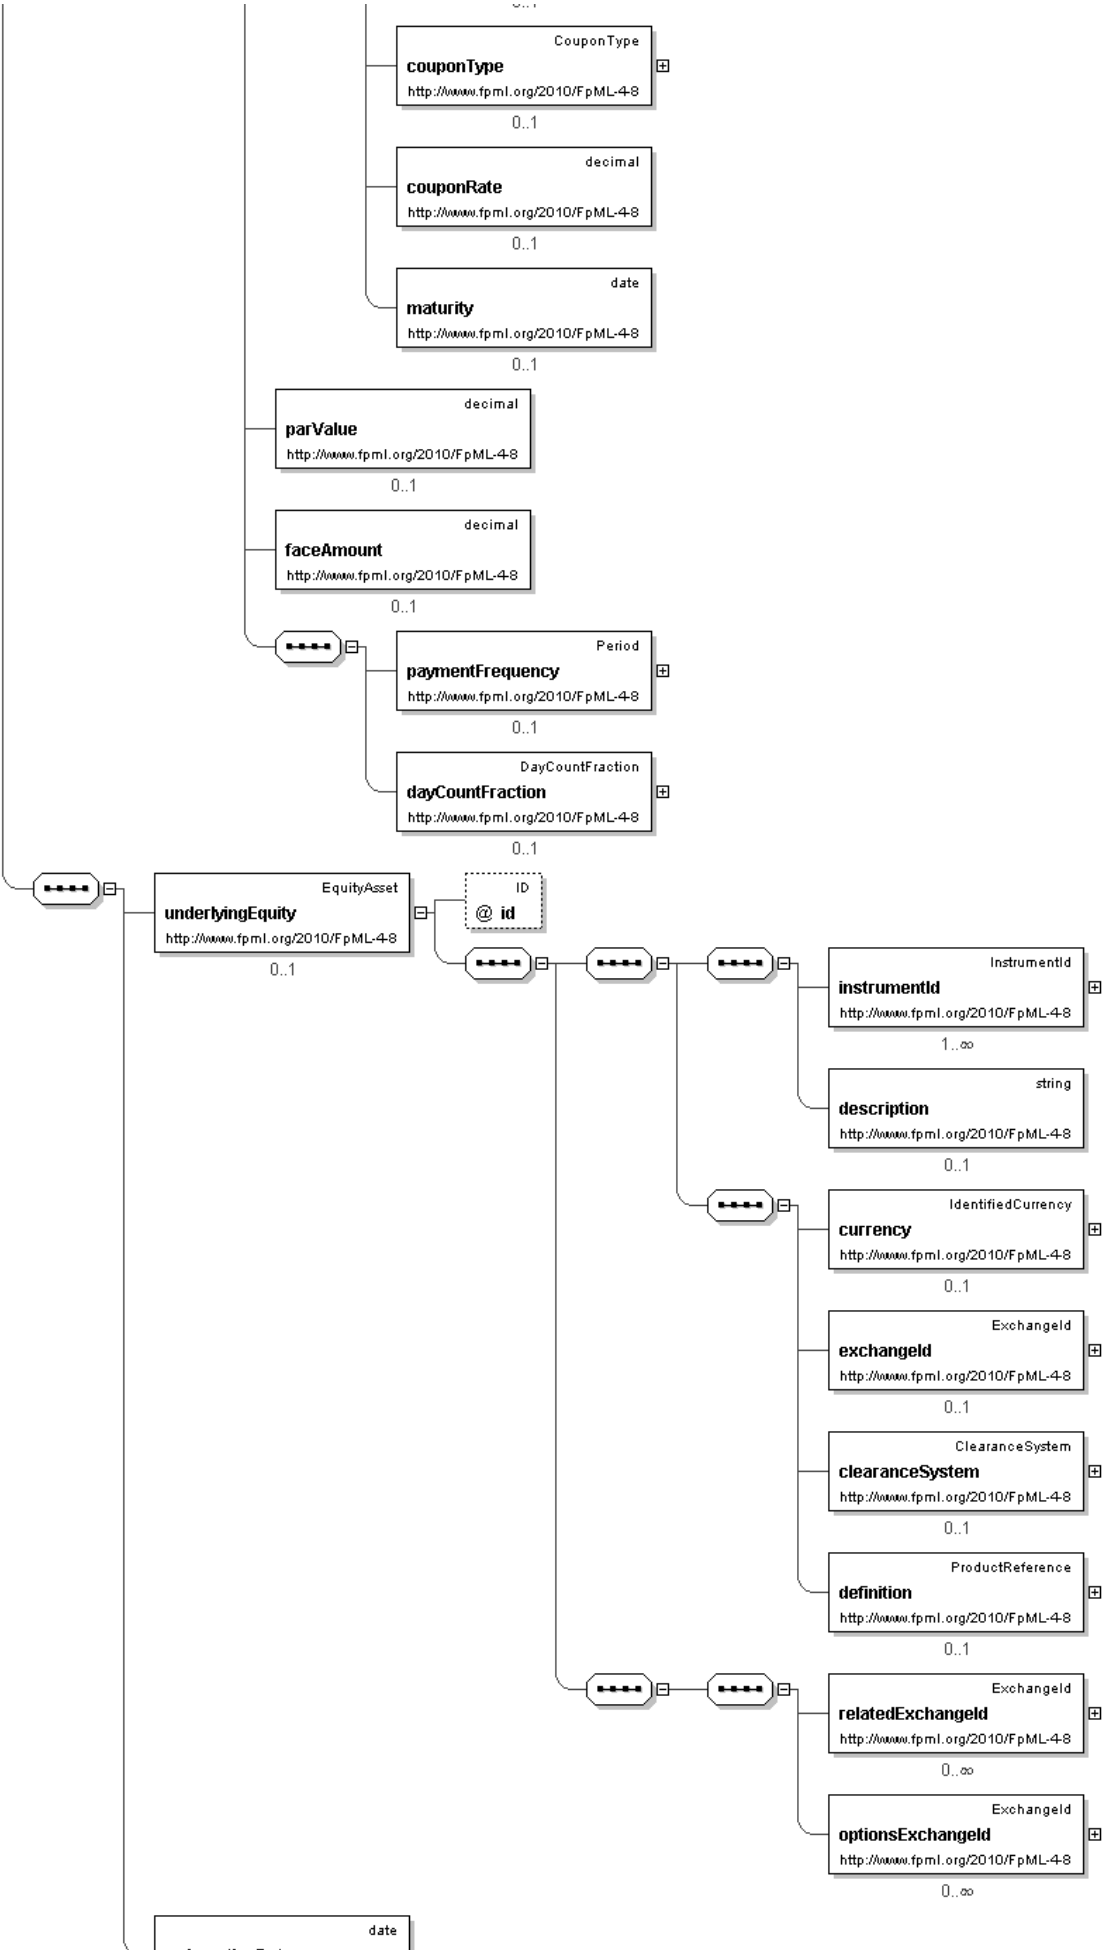 CouponType
couponType
http://www.fpml.org/2010/FpML-4-8
0..1
decimal
couponRate
http://www.fpml.org/2010/FpML-4-8
0..1
date
maturity
http://www.fpml.org/2010/FpML-4-8
0..1
decimal
parValue
http://www.fpml.org/2010/FpML-4-8
0..1
decimal
faceAmount
http://www.fpml.org/2010/FpML-4-8
0..1
Period
paymentFrequency
http://www.fpml.org/2010/FpML-4-8
0..1
DayCountFraction
dayCountFraction
http://www.fpml.org/2010/FpML-4-8
0..1
EquityAsset
underlyingEquity
http://www.fpml.org/2010/FpML-4-8
0..1
ID
@ id
InstrumentId
instrumentId
http://www.fpml.org/2010/FpML-4-8
1..∞
string
description
http://www.fpml.org/2010/FpML-4-8
0..1
IdentifiedCurrency
currency
http://www.fpml.org/2010/FpML-4-8
0..1
ExchangeId
exchangeId
http://www.fpml.org/2010/FpML-4-8
0..1
ClearanceSystem
clearanceSystem
http://www.fpml.org/2010/FpML-4-8
0..1
ProductReference
definition
http://www.fpml.org/2010/FpML-4-8
0..1
ExchangeId
relatedExchangeId
http://www.fpml.org/2010/FpML-4-8
0..∞
ExchangeId
optionsExchangeId
http://www.fpml.org/2010/FpML-4-8
0..∞
date